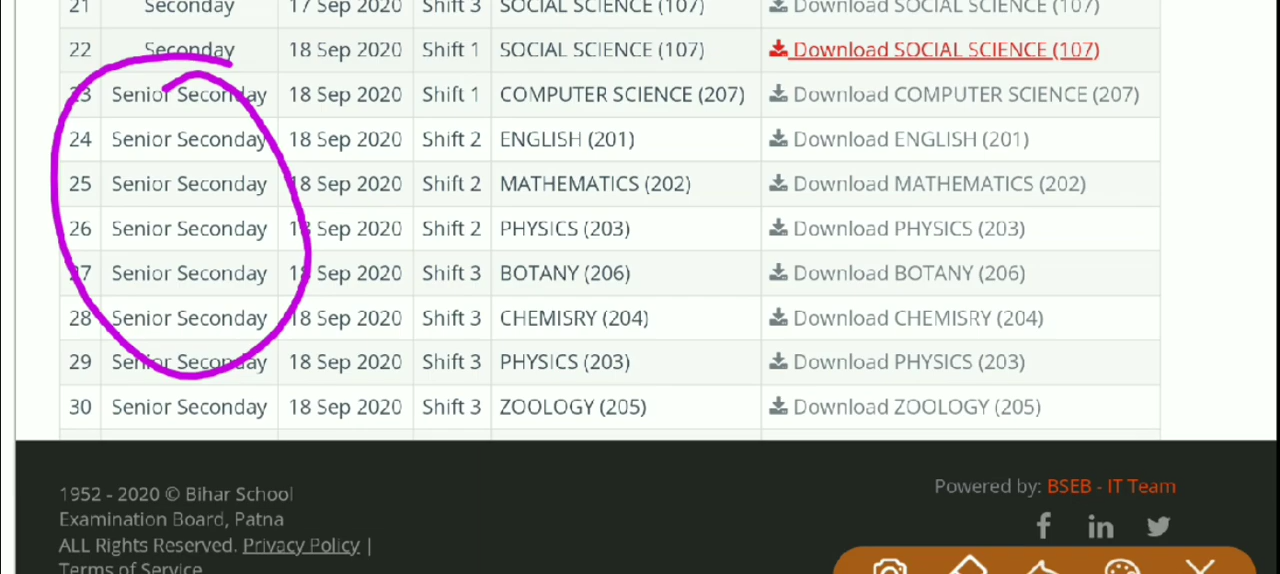 21 Seconday 17 Sep 2020 Shift 3 SOCIAL SCIENCE (107) Download SOCIAL SCIENCE (107)
22 Seconday 18 Sep 2020 Shift 1 SOCIAL SCIENCE (107) Download SOCIAL SCIENCE (107)
23 Senior Seconday 18 Sep 2020 Shift 1 COMPUTER SCIENCE (207) Download COMPUTER SCIENCE (207)
24 Senior Seconday 18 Sep 2020 Shift 2 ENGLISH (201) Download ENGLISH (201)
25 Senior Seconday 18 Sep 2020 Shift 2 MATHEMATICS (202) Download MATHEMATICS (202)
26 Senior Seconday 18 Sep 2020 Shift 2 PHYSICS (203) Download PHYSICS (203)
27 Senior Seconday 18 Sep 2020 Shift 3 BOTANY (206) Download BOTANY (206)
28 Senior Seconday 18 Sep 2020 Shift 3 CHEMISRY (204) Download CHEMISRY (204)
29 Senior Seconday 18 Sep 2020 Shift 3 PHYSICS (203) Download PHYSICS (203)
30 Senior Seconday 18 Sep 2020 Shift 3 ZOOLOGY (205) Download ZOOLOGY (205)
1952 - 2020 © Bihar School
Examination Board, Patna
ALL Rights Reserved. Privacy Policy |
Terms of Service
Powered by: BSEB - IT Team